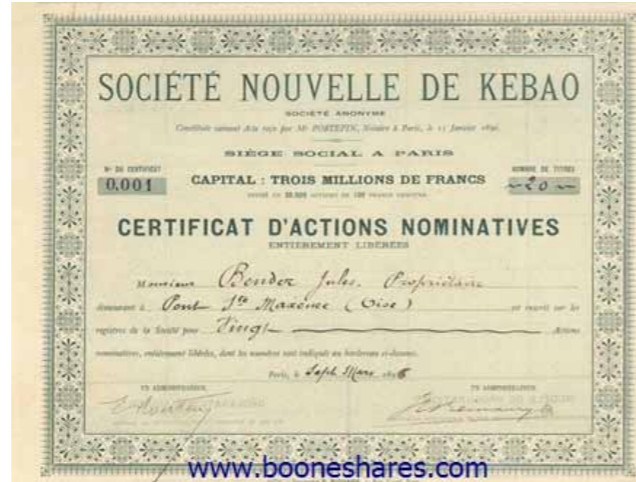 SOCIÉTÉ NOUVELLE DE KEBAO
SOCIÉTÉ ANONYME
Constituée suivant Acte reçu par Me PORTEFIN, Notaire à Paris, le 15 Janvier
SIÈGE SOCIAL A PARIS
No DU CERTIFICAT
0.001
CAPITAL : TROIS MILLIONS DE FRANCS
NOMBRE DE TITRES
~20~
CERTIFICAT D'ACTIONS NOMINATIVES
ENTIÈREMENT LIBÉRÉES
Monsieur Jules. Propriétaire
demeurant à Pont Ste Maxence (Oise) est inscrit sur les
registres de la Société pour Vingt Actions
nominatives, entièrement libérées, dont les numéros sont indiqués au bordereau ci-dessous.
Paris, le Sept Mars
UN ADMINISTRATEUR
UN ADMINISTRATEUR
www.booneshares.com